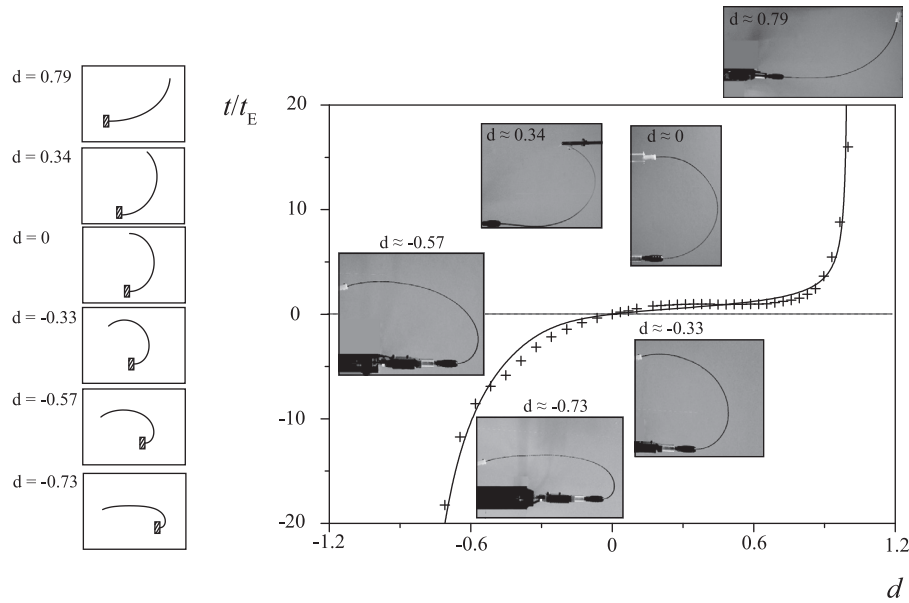 d = 0.79
d = 0.34
d = 0
d = -0.33
d = -0.57
d = -0.73
t/t_E
20
10
0
-10
-20
-1.2
-0.6
0
0.6
1.2
d
d ≈ 0.79
d ≈ 0.34
d ≈ 0
d ≈ -0.57
d ≈ -0.33
d ≈ -0.73